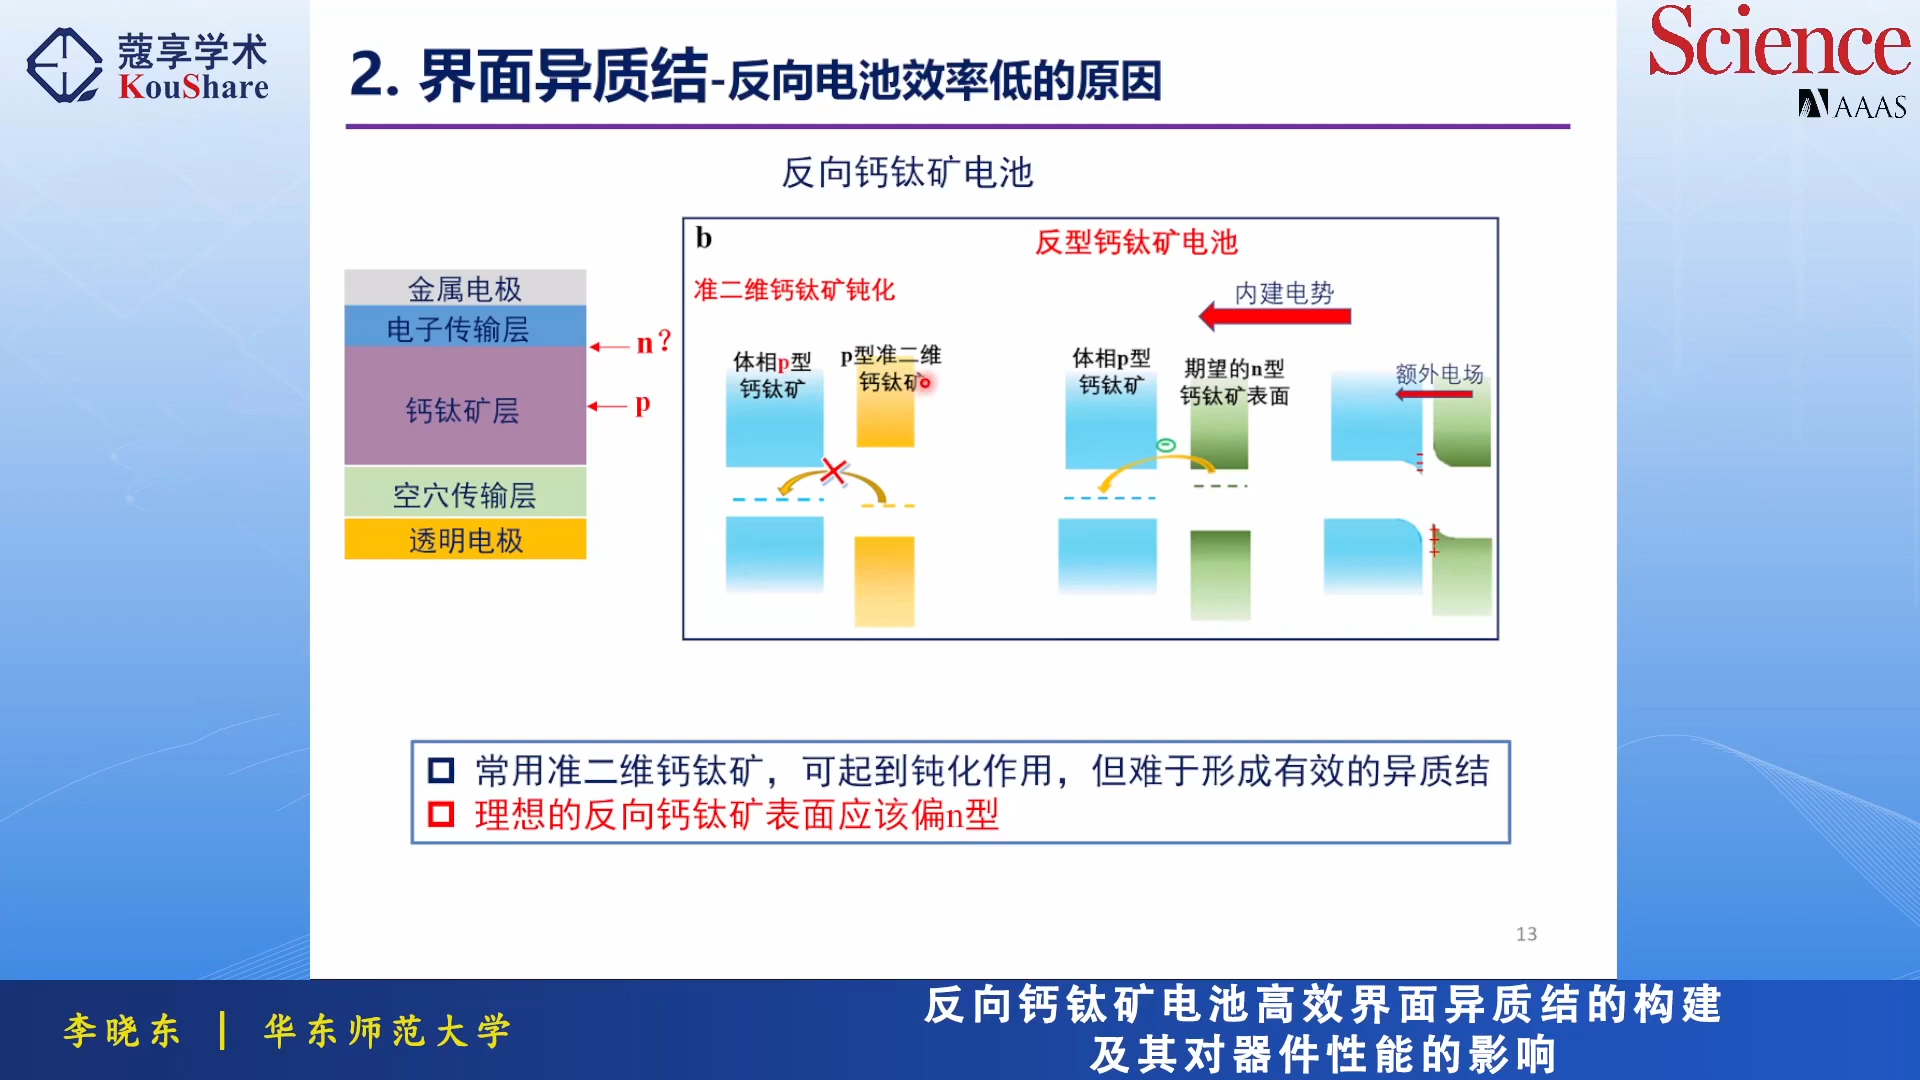 蔻享学术
KouShare
2. 界面异质结-反向电池效率低的原因
Science
AAAS
反向钙钛矿电池
金属电极
电子传输层
钙钛矿层
空穴传输层
透明电极
n?
p
b
反型钙钛矿电池
准二维钙钛矿钝化
内建电势
体相p型
钙钛矿
p型准二维
钙钛矿
体相p型
钙钛矿
期望的n型
钙钛矿表面
额外电场
常用准二维钙钛矿，可起到钝化作用，但难于形成有效的异质结
理想的反向钙钛矿表面应该偏n型
13
李晓东 | 华东师范大学
反向钙钛矿电池高效界面异质结的构建
及其对器件性能的影响